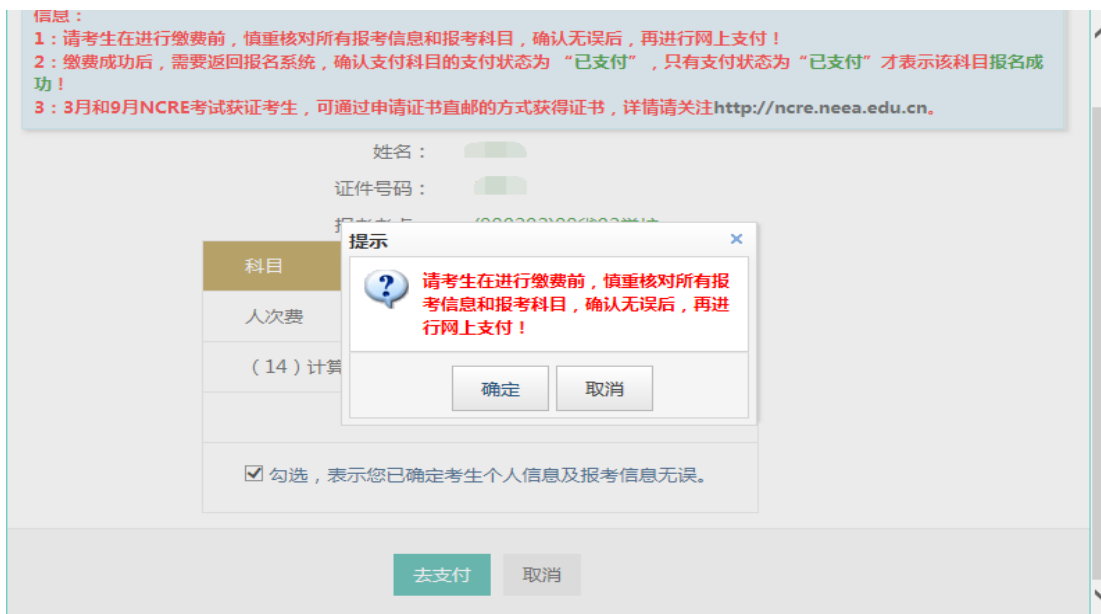 信息：
1：请考生在进行缴费前，慎重核对所有报考信息和报考科目，确认无误后，再进行网上支付！
2：缴费成功后，需要返回报名系统，确认支付科目的支付状态为 “已支付” ，只有支付状态为“已支付”才表示该科目报名成
功！
3：3月和9月NCRE考试获证考生，可通过申请证书直邮的方式获得证书，详情请关注http://ncre.neea.edu.cn。
姓名：
证件号码：
提示
×
科目
请考生在进行缴费前，慎重核对所有报
考信息和报考科目，确认无误后，再进
行网上支付！
人次费
（14）计算
确定
取消
勾选，表示您已确定考生个人信息及报考信息无误。
去支付
取消